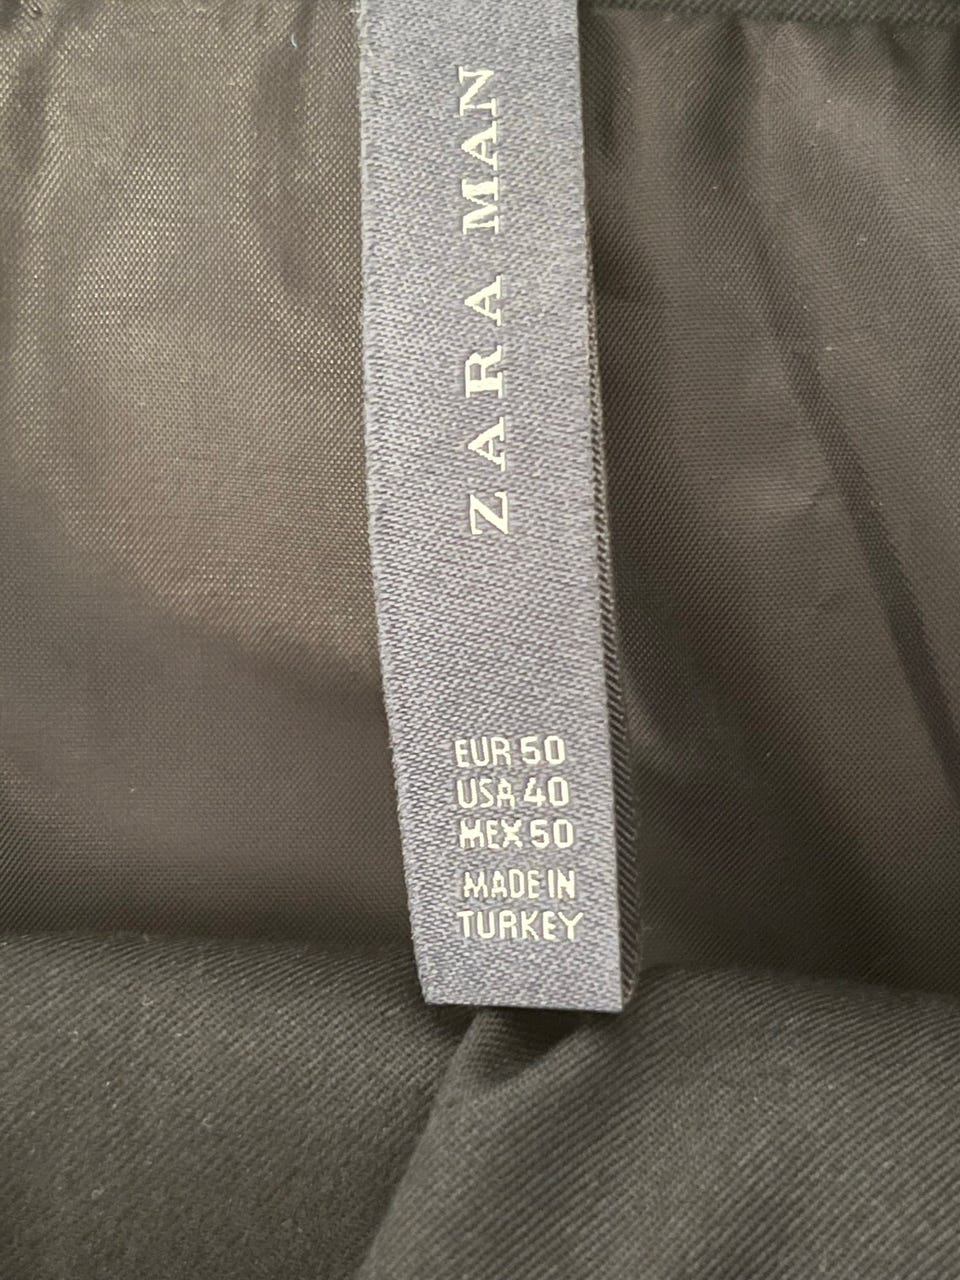 ZARA MAN
EUR 50
USA 40
MEX 50
MADE IN
TURKEY